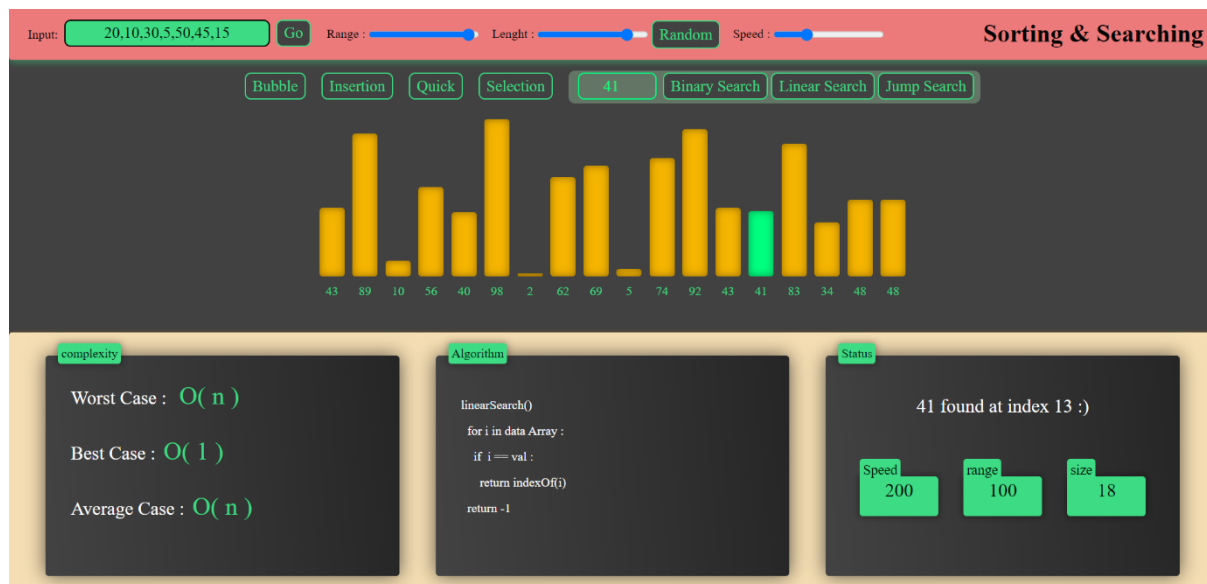 Input: 20,10,30,5,50,45,15 Go Range : Lenght : Random Speed : Sorting & Searching
Bubble Insertion Quick Selection 41 Binary Search Linear Search Jump Search
43 89 10 56 40 98 2 62 69 5 74 92 43 41 83 34 48 48
complexity
Worst Case : O( n )
Best Case : O( 1 )
Average Case : O( n )
Algorithm
linearSearch()
for i in data Array :
if i == val :
return indexOf(i)
return -1
Status
41 found at index 13 :)
Speed range size
200 100 18